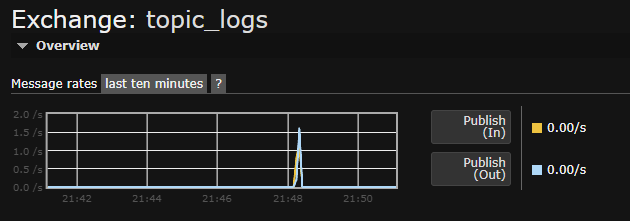 Exchange: topic_logs
Overview
Message rates last ten minutes ?
2.0 /s
1.5 /s
1.0 /s
0.5 /s
0.0 /s
21:42 21:44 21:46 21:48 21:50
Publish
(In)
0.00/s
Publish
(Out)
0.00/s